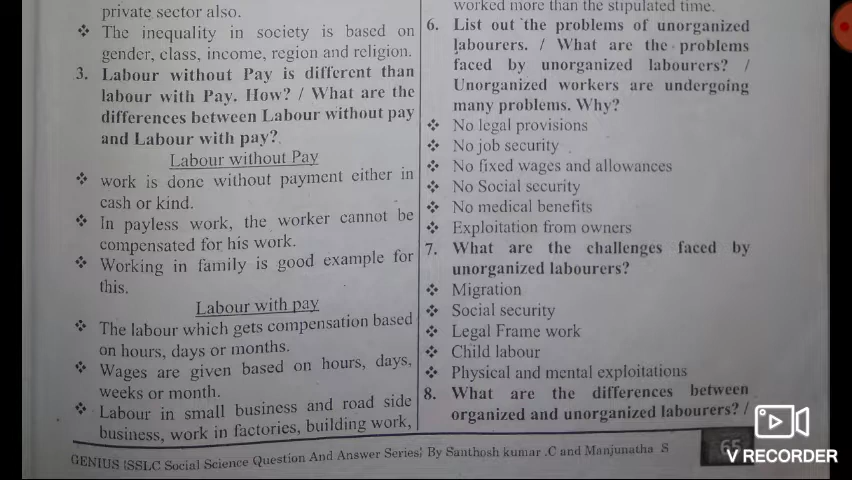 private sector also.
❖ The inequality in society is based on
gender, class, income, region and religion.
3. Labour without Pay is different than
labour with Pay. How? / What are the
differences between Labour without pay
and Labour with pay?
Labour without Pay
❖ work is done without payment either in
cash or kind.
❖ In payless work, the worker cannot be
compensated for his work.
❖ Working in family is good example for
this.
Labour with pay
❖ The labour which gets compensation based
on hours, days or months.
❖ Wages are given based on hours, days,
weeks or month.
❖ Labour in small business and road side
business, work in factories, building work,
worked more than the stipulated time.
6. List out the problems of unorganized
labourers. / What are the problems
faced by unorganized labourers? /
Unorganized workers are undergoing
many problems. Why?
❖ No legal provisions
❖ No job security
❖ No fixed wages and allowances
❖ No Social security
❖ No medical benefits
❖ Exploitation from owners
7. What are the challenges faced by
unorganized labourers?
❖ Migration
❖ Social security
❖ Legal Frame work
❖ Child labour
❖ Physical and mental exploitations
8. What are the differences between
organized and unorganized labourers? /
GENIUS {SSLC Social Science Question And Answer Series} By Santhosh kumar .C and Manjunatha S
65
V RECORDER